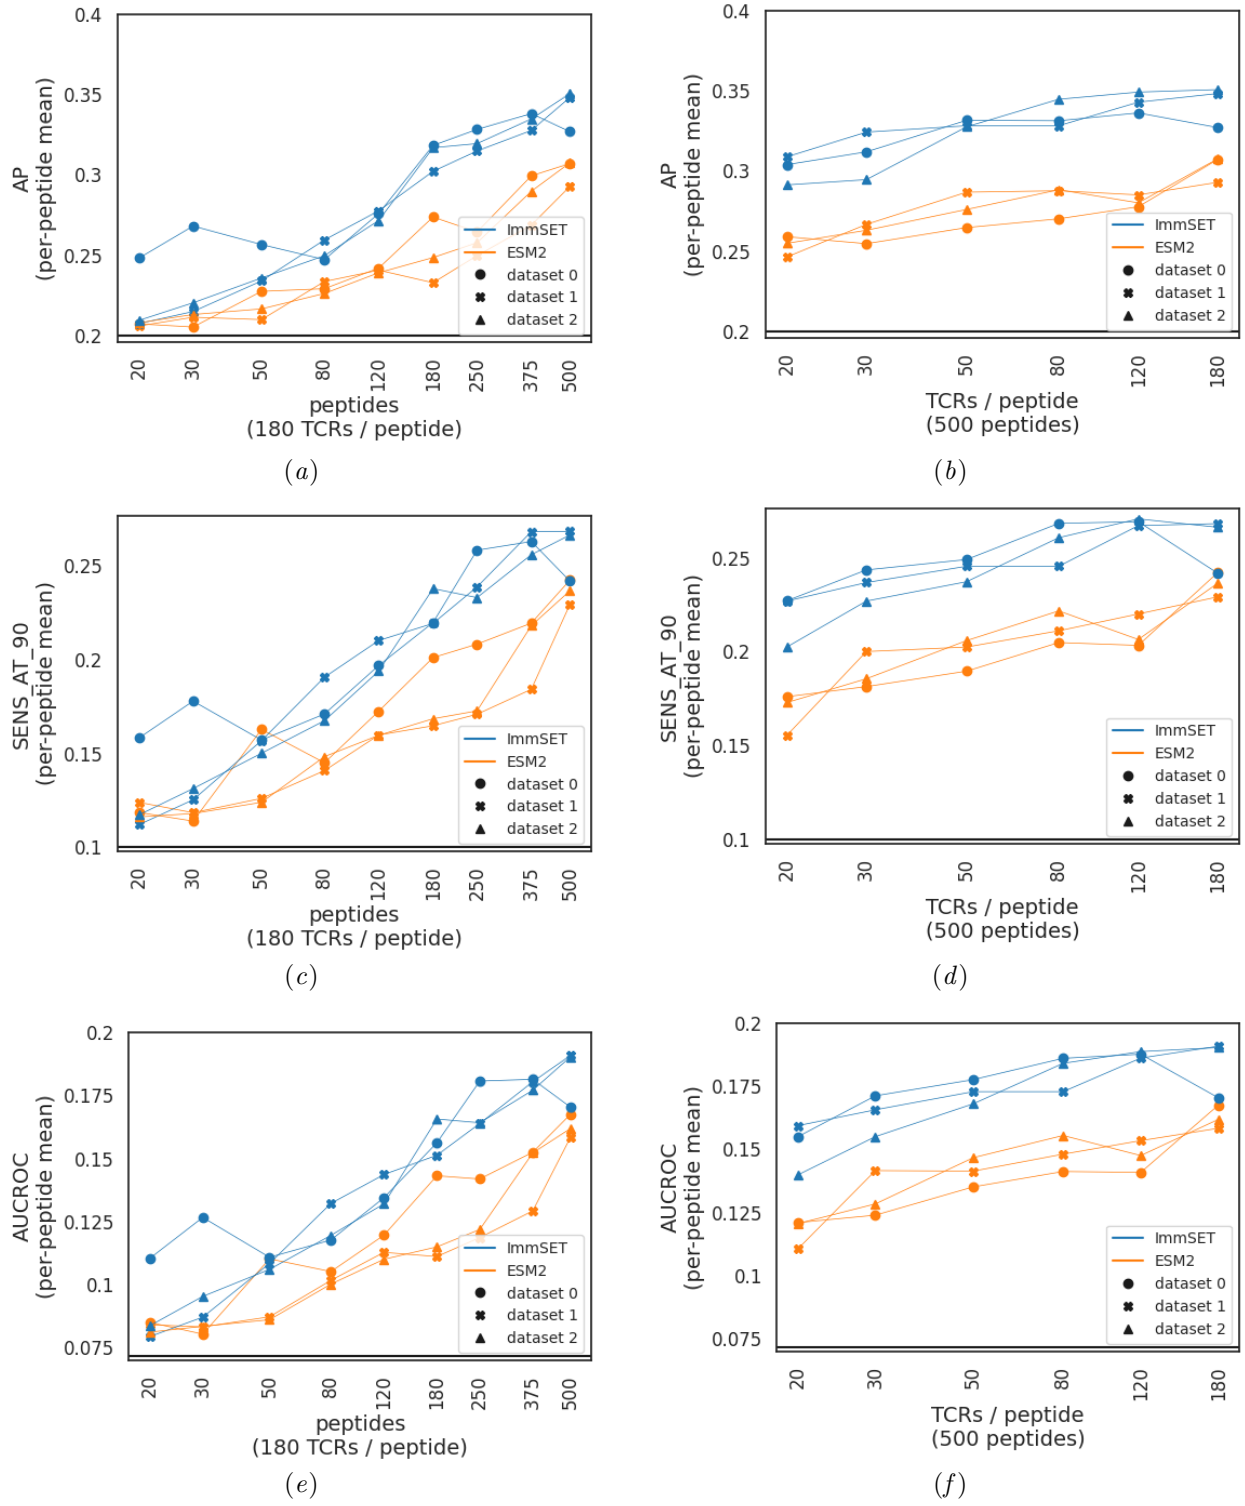 0.4
0.35
0.3
0.25
0.2
AP
(per-peptide mean)
20 30 50 80 120 180 250 375 500
peptides
(180 TCRs / peptide)
ImmSET
ESM2
dataset 0
dataset 1
dataset 2
(a)
0.4
0.35
0.3
0.25
0.2
AP
(per-peptide mean)
20 30 50 80 120 180
TCRs / peptide
(500 peptides)
ImmSET
ESM2
dataset 0
dataset 1
dataset 2
(b)
0.25
0.2
0.15
0.1
SENS_AT_90
(per-peptide mean)
20 30 50 80 120 180 250 375 500
peptides
(180 TCRs / peptide)
ImmSET
ESM2
dataset 0
dataset 1
dataset 2
(c)
0.25
0.2
0.15
0.1
SENS_AT_90
(per-peptide mean)
20 30 50 80 120 180
TCRs / peptide
(500 peptides)
ImmSET
ESM2
dataset 0
dataset 1
dataset 2
(d)
0.2
0.175
0.15
0.125
0.1
0.075
AUCROC
(per-peptide mean)
20 30 50 80 120 180 250 375 500
peptides
(180 TCRs / peptide)
ImmSET
ESM2
dataset 0
dataset 1
dataset 2
(e)
0.2
0.175
0.15
0.125
0.1
0.075
AUCROC
(per-peptide mean)
20 30 50 80 120 180
TCRs / peptide
(500 peptides)
ImmSET
ESM2
dataset 0
dataset 1
dataset 2
(f)